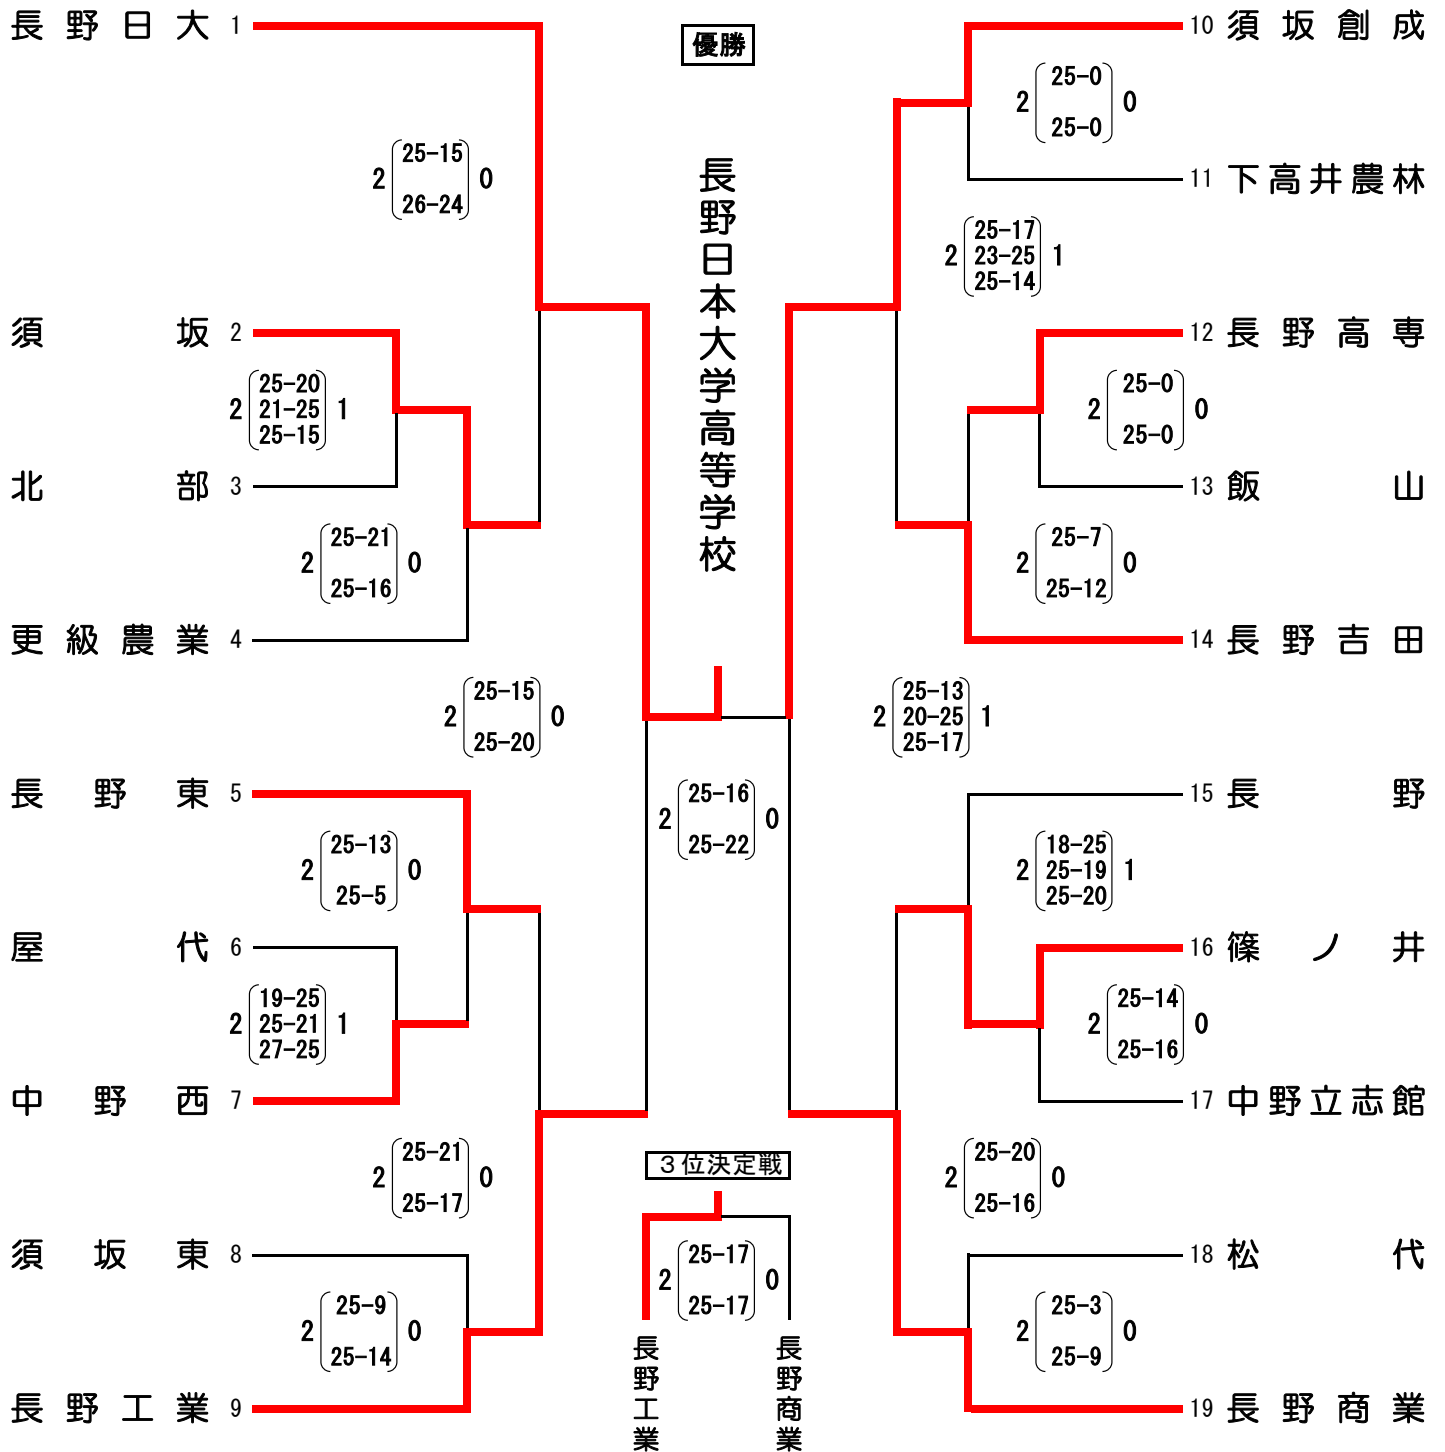 長野日大 1
2 25-15 0
26-24
須坂 2
2 25-20 1
21-25
25-15
北部 3
2 25-21 0
25-16
更級農業 4
2 25-15 0
25-20
長野東 5
2 25-13 0
25-5
屋代 6
2 19-25 1
25-21
27-25
中野西 7
2 25-21 0
25-17
須坂東 8
2 25-9 0
25-14
長野工業 9
優勝
長野日本大学高等学校
2 25-16 0
25-22
3位決定戦
2 25-17 0
25-17
長野工業
長野商業
10 須坂創成
2 25-0 0
25-0
11 下高井農林
2 25-17 1
23-25
25-14
12 長野高専
2 25-0 0
25-0
13 飯山
2 25-7 0
25-12
14 長野吉田
2 25-13 1
20-25
25-17
15 長野
2 18-25 1
25-19
25-20
16 篠ノ井
2 25-14 0
25-16
17 中野立志館
2 25-20 0
25-16
18 松代
2 25-3 0
25-9
19 長野商業